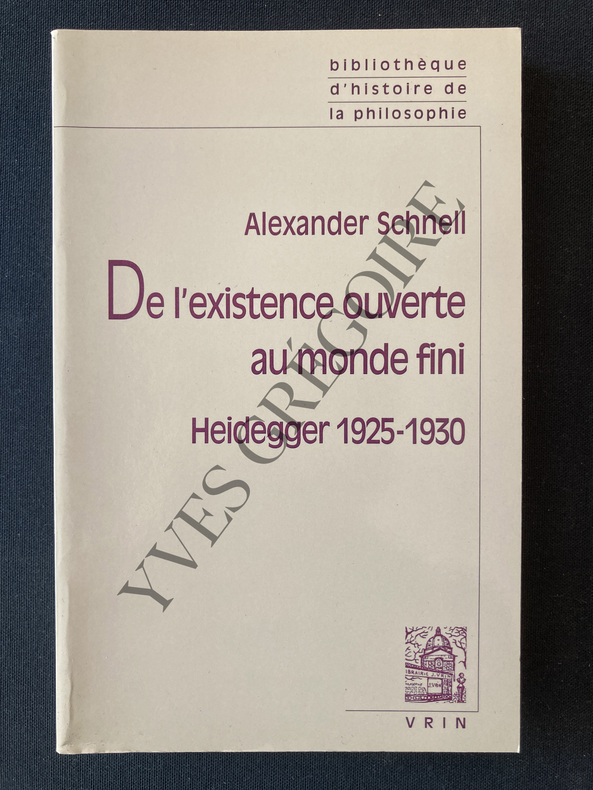 bibliothèque
d'histoire de
la philosophie
Alexander Schnell
De l'existence ouverte
au monde fini
Heidegger 1925-1930
YVES GRÉGOIRE
VRIN